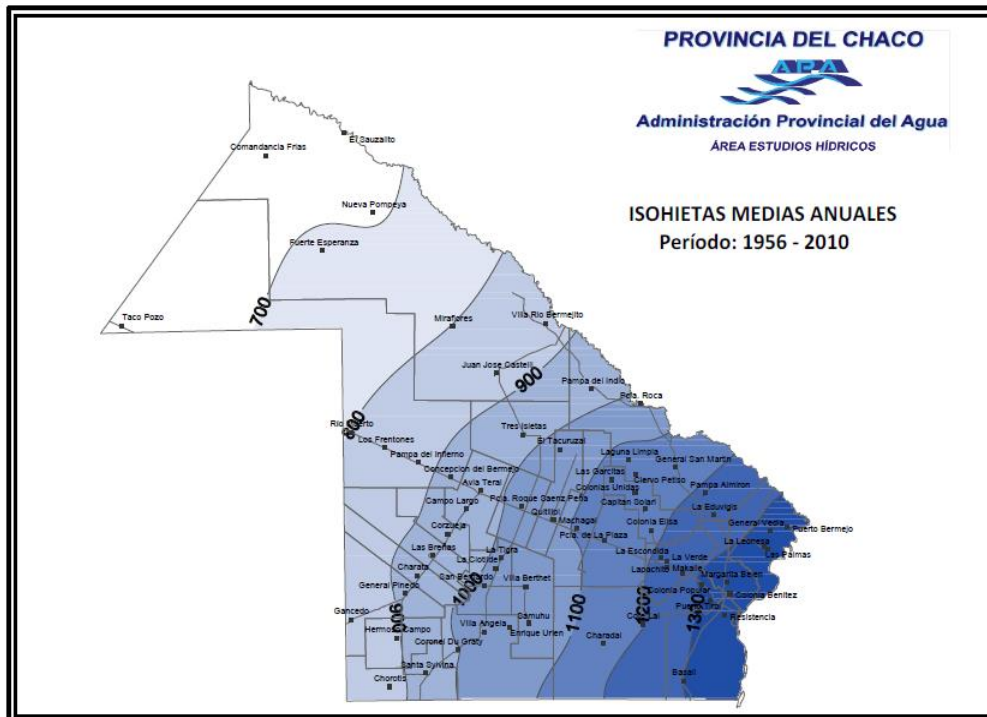 PROVINCIA DEL CHACO
APA
Administración Provincial del Agua
ÁREA ESTUDIOS HÍDRICOS
ISOHIETAS MEDIAS ANUALES
Período: 1956 - 2010
El Sauzalito
Comandancia Frias
Nueva Pompeya
Fuerte Esperanza
700
Taco Pozo
Miraflores
Villa Rio Bermejito
Juan Jose Castelli
900
Pampa del Indio
Pcia. Roca
800
Tres Isletas
Los Frentones
El Tacuruzal
Pampa del Infierno
Laguna Limpia
General San Martin
Concepcion del Bermejo
Las Garcitas
Ciervo Petiso
Avia Terai
Colonias Unidas
Pampa Almiron
Campo Largo
Pcia. Roque Saenz Peña
Capitan Solari
Quitilipi
La Eduvigis
Corzuela
Machagai
Colonia Elisa
General Vedia
Puerto Bermejo
Pcia. de La Plaza
La Leonesa
Las Breñas
La Tigra
La Escondida
La Verde
Las Palmas
La Clotilde
Charata
Lapachito
Makalle
San Bernardo
Villa Berthet
Margarita Belen
General Pinedo
1000
Colonia Popular
Colonia Benitez
1100
1200
1300
Puerto Tirol
Gancedo
900
Samuhu
Resistencia
Hermoso Campo
Villa Angela
Enrique Urien
Charadai
Coronel Du Graty
Santa Sylvina
Basail
Chorotis